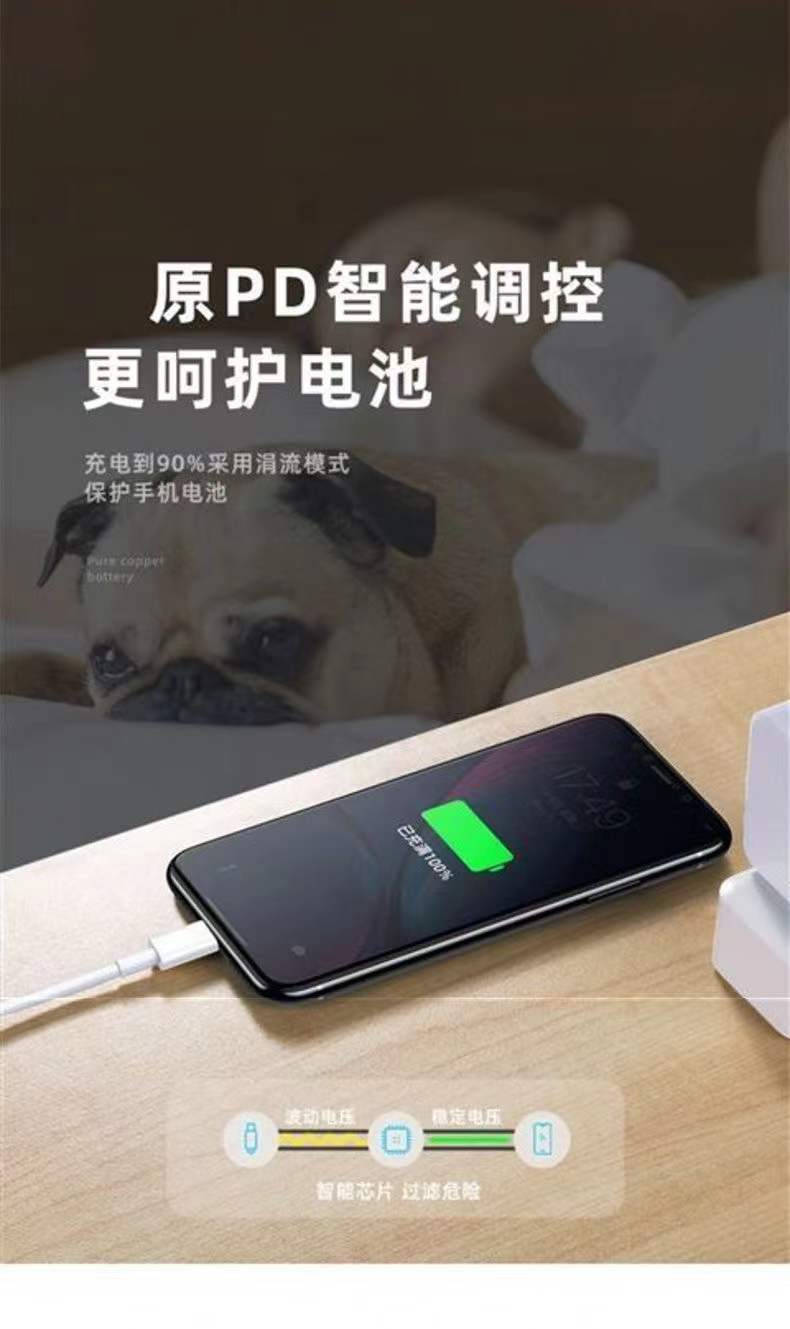 原PD智能调控
更呵护电池
充电到90%采用涓流模式
保护手机电池
Pure copper
bottery
17:49
已充满100%
波动电压
稳定电压
智能芯片 过滤危险